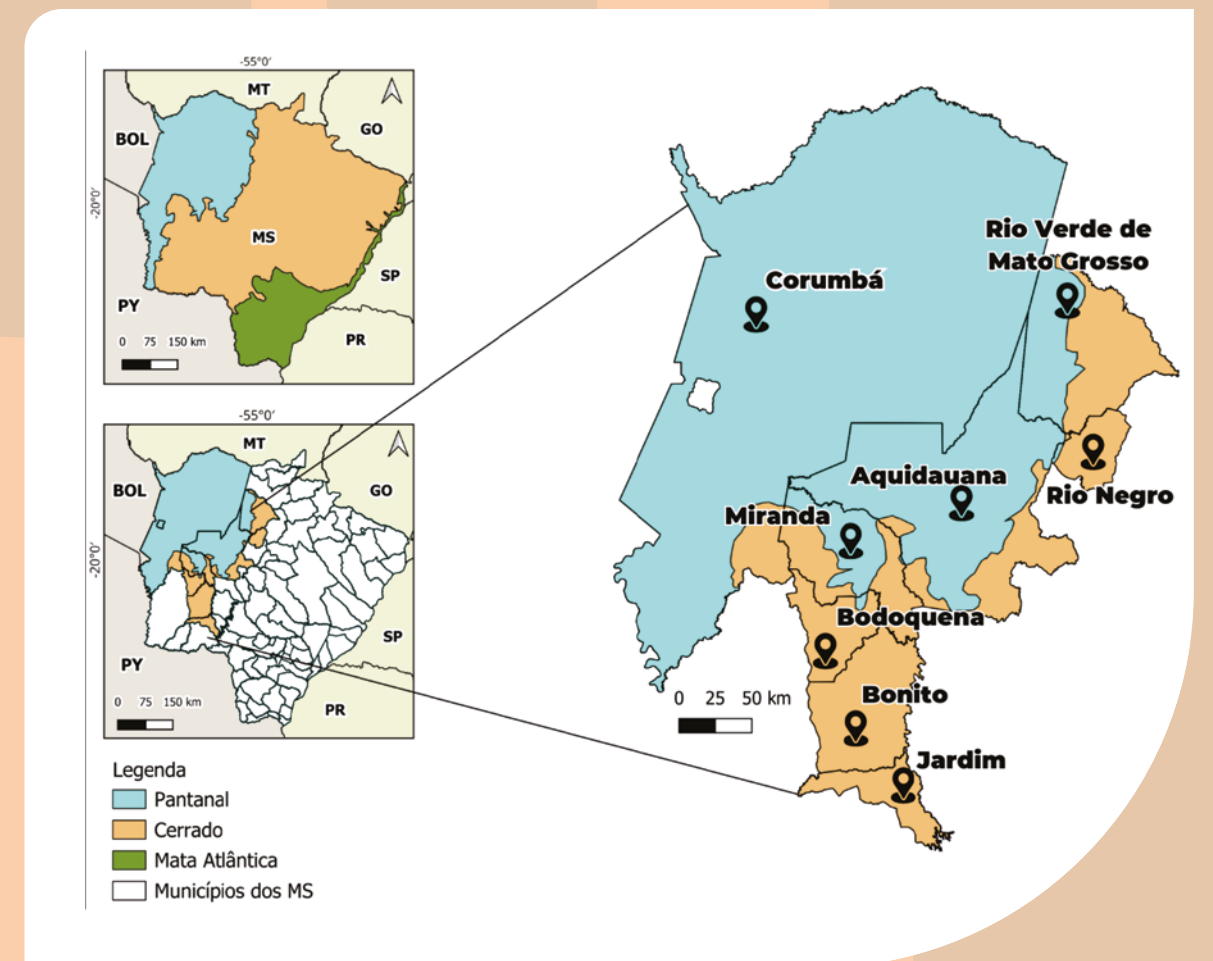 -55°0'
MT
BOL
GO
-20°0'
MS
SP
PY
PR
0 75 150 km
-55°0'
MT
BOL
GO
-20°0'
SP
PY
PR
0 75 150 km
Legenda
Pantanal
Cerrado
Mata Atlântica
Municípios dos MS
Rio Verde de
Mato Grosso
Corumbá
Aquidauana
Rio Negro
Miranda
Bodoquena
Bonito
0 25 50 km
Jardim